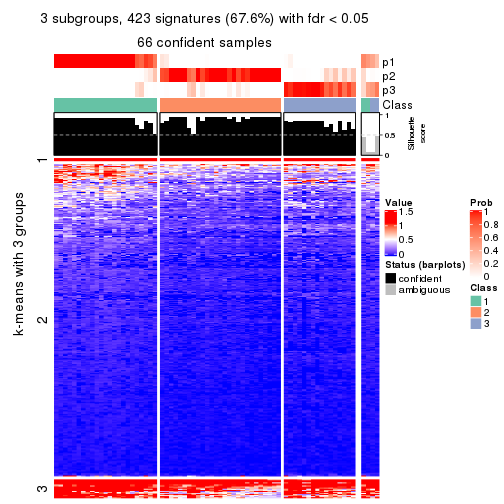 3 subgroups, 423 signatures (67.6%) with fdr < 0.05
66 confident samples
p1
p2
p3
Class
1
0.5
0
Silhouette
score
k-means with 3 groups
1
2
3
Value
1.5
1
0.5
0
Status (barplots)
confident
ambiguous
Prob
1
0.8
0.6
0.4
0.2
0
Class
1
2
3